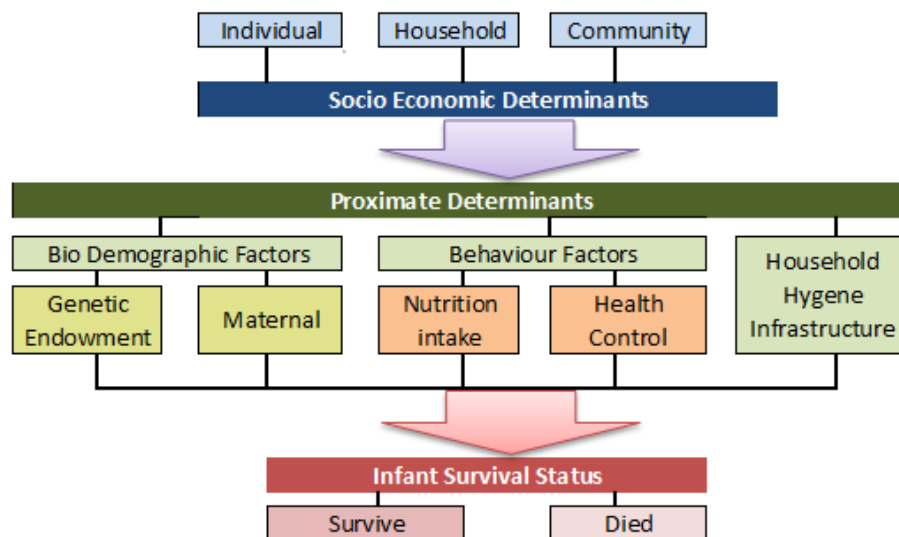 Individual
Household
Community
Socio Economic Determinants
Proximate Determinants
Bio Demographic Factors
Behaviour Factors
Household
Hygene
Infrastructure
Genetic
Endowment
Maternal
Nutrition
intake
Health
Control
Infant Survival Status
Survive
Died